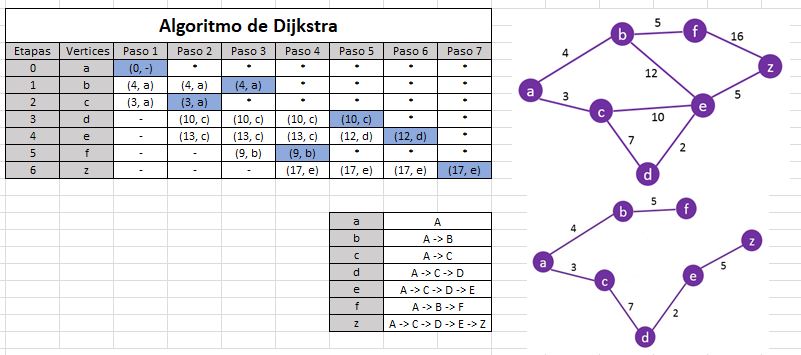 Algoritmo de Dijkstra
Etapas Vertices Paso 1 Paso 2 Paso 3 Paso 4 Paso 5 Paso 6 Paso 7
0 a (0, -) * * * * * *
1 b (4, a) (4, a) (4, a) * * * *
2 c (3, a) (3, a) * * * * *
3 d - (10, c) (10, c) (10, c) (10, c) * *
4 e - (13, c) (13, c) (13, c) (12, d) (12, d) *
5 f - - (9, b) (9, b) * * *
6 z - - - (17, e) (17, e) (17, e) (17, e)
a A
b A -> B
c A -> C
d A -> C -> D
e A -> C -> D -> E
f A -> B -> F
z A -> C -> D -> E -> Z
b 5 f 16
4 z
12
a 5
3 c e
10
7 2
d
b 5 f
4 z
a
3 c e 5
7 2
d